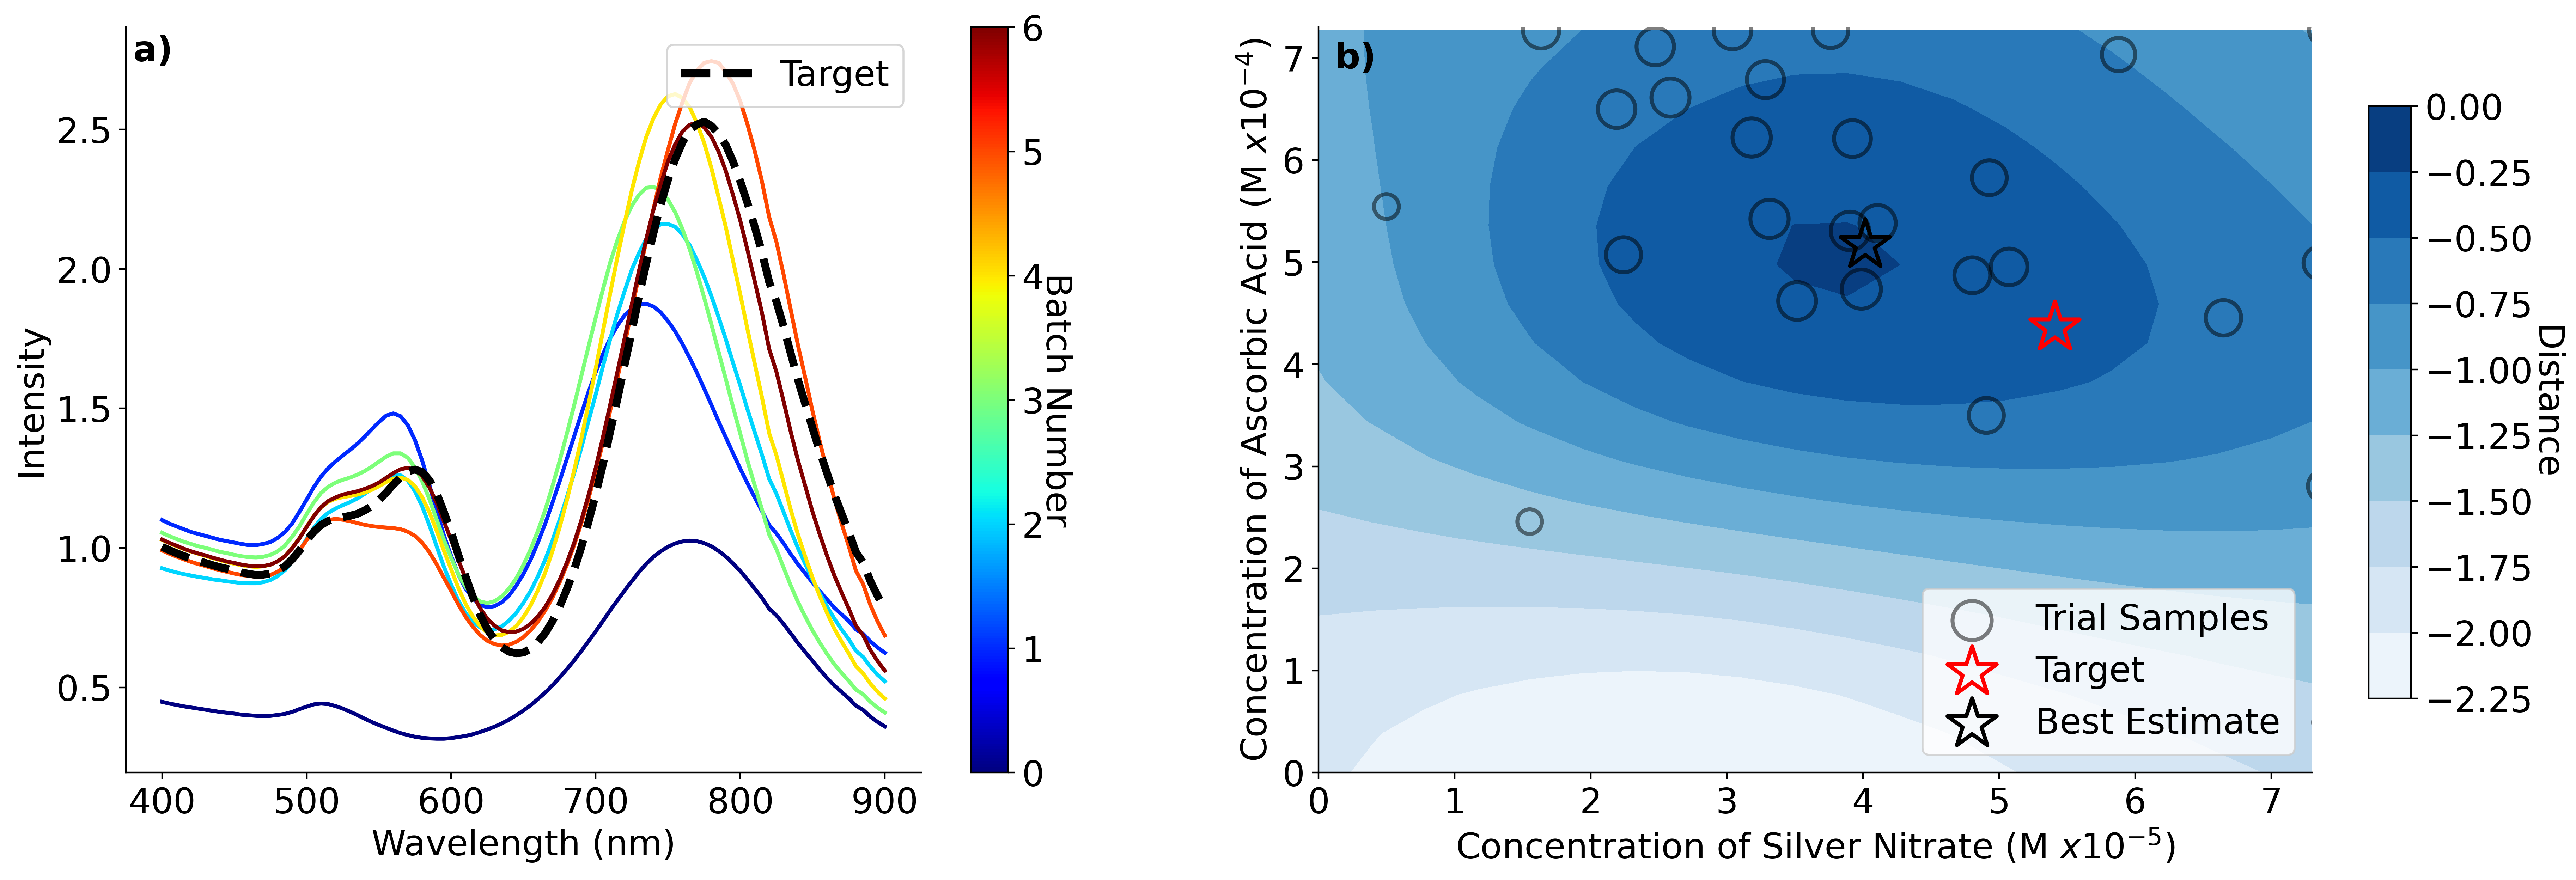 a)
Target
Intensity
2.5
2.0
1.5
1.0
0.5
400 500 600 700 800 900
Wavelength (nm)
6
5
4
3
2
1
0
Batch Number
b)
Concentration of Ascorbic Acid (M x10⁻⁴)
7
6
5
4
3
2
1
0
0 1 2 3 4 5 6 7
Concentration of Silver Nitrate (M x10⁻⁵)
Trial Samples
Target
Best Estimate
0.00
−0.25
−0.50
−0.75
−1.00
−1.25
−1.50
−1.75
−2.00
−2.25
Distance